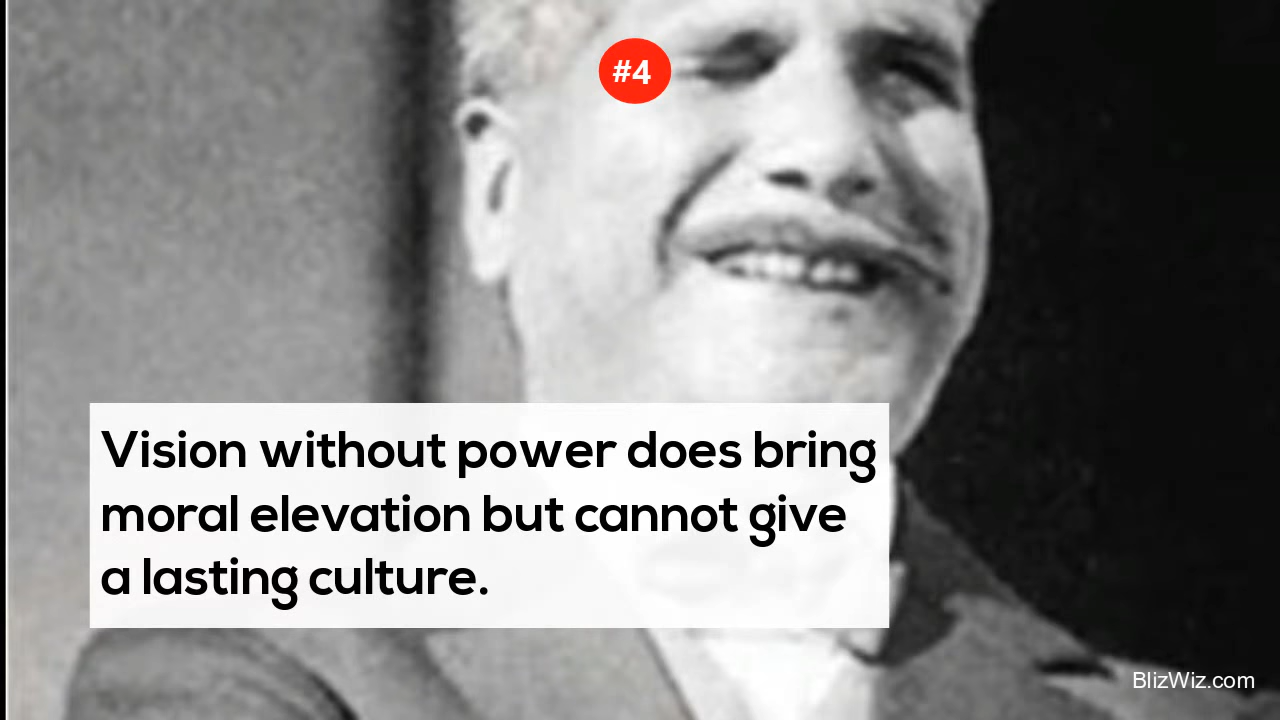 #4
Vision without power does bring
moral elevation but cannot give
a lasting culture.
BlizWiz.com